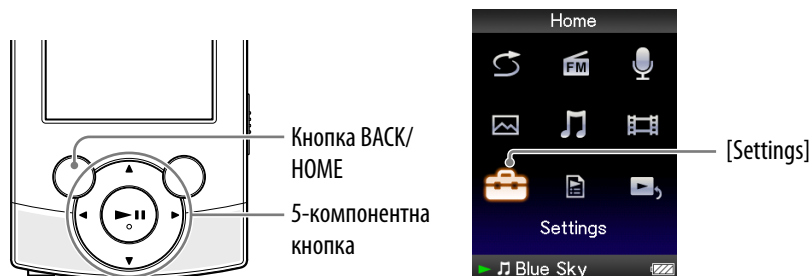 Кнопка BACK/
HOME
5-компонентна
кнопка
Home
FM
[Settings]
Settings
Blue Sky